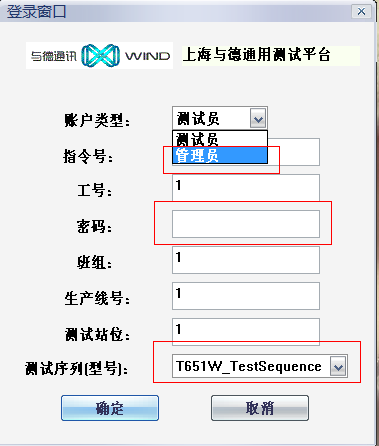 登录窗口
与德通讯 WIND 上海与德通用测试平台
账户类型: 测试员
测试员
指令号: 管理员
工号: 1
密码:
班组: 1
生产线号: 1
测试站位: 1
测试序列(型号): T651W_TestSequence
确定 取消